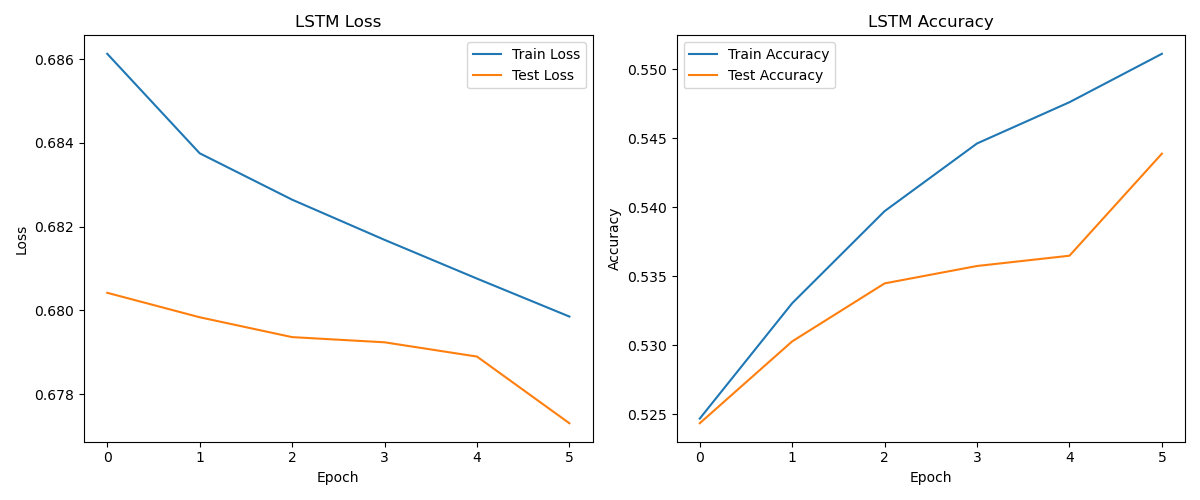 LSTM Loss
Train Loss
Test Loss
0.686
0.684
0.682
0.680
0.678
Loss
0 1 2 3 4 5
Epoch
LSTM Accuracy
Train Accuracy
Test Accuracy
0.550
0.545
0.540
0.535
0.530
0.525
Accuracy
0 1 2 3 4 5
Epoch